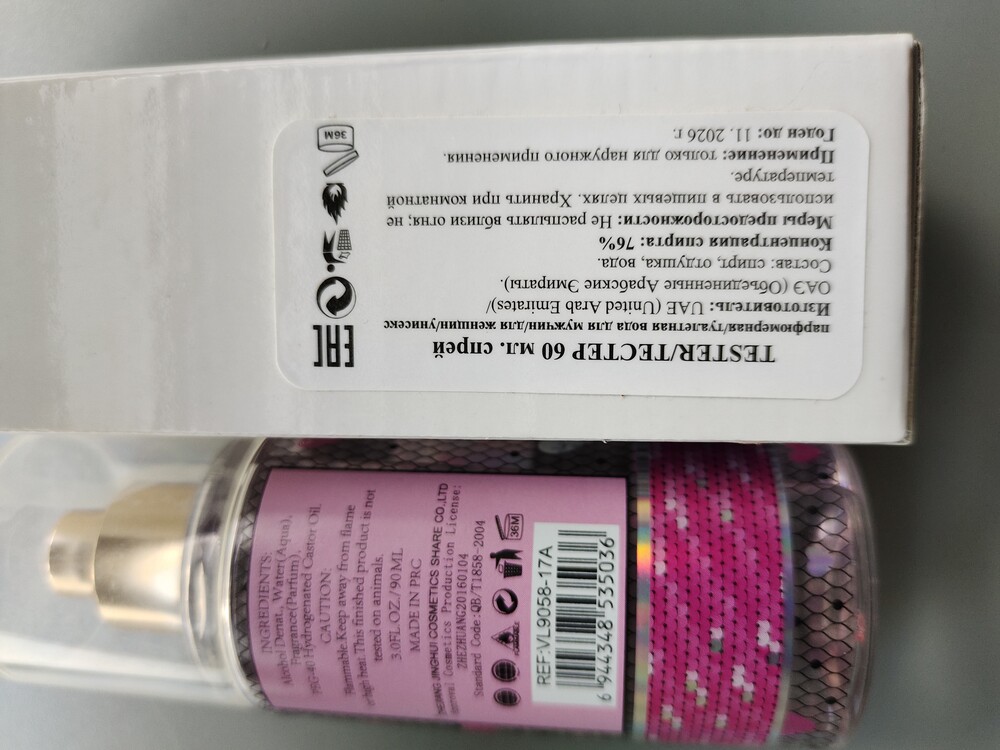 TESTER/ТЕСТЕР 60 мл. спрей
парфюмерная/туалетная вода для мужчин/для женщин/унисекс
Изготовитель: UAE (United Arab Emirates)/
ОАЭ (Объединенные Арабские Эмираты).
Состав: спирт, отдушка, вода.
Концентрация спирта: 76%
Меры предосторожности: Не распылять вблизи огня; не
использовать в пищевых целях. Хранить при комнатной
температуре.
Применение: только для наружного применения.
Годен до: 11. 2026 г.
EAC
36M
INGREDIENTS:
Alcohol Denat., Water(Aqua),
Fragrance(Parfum),
PEG-40 Hydrogenated Castor Oil.
CAUTION:
flammable.Keep away from flame
or high heat.This finished product is not
tested on animals.
3.0FL.OZ/90ML
MADE IN PRC
JINGHUI COSMETICS SHARE CO.,LTD
Cosmetics Production License:
ZHEZHUANG20160104
Standard Code:QB/T1858-2004
36M
REF:VL9058-17A
6 944348 535036